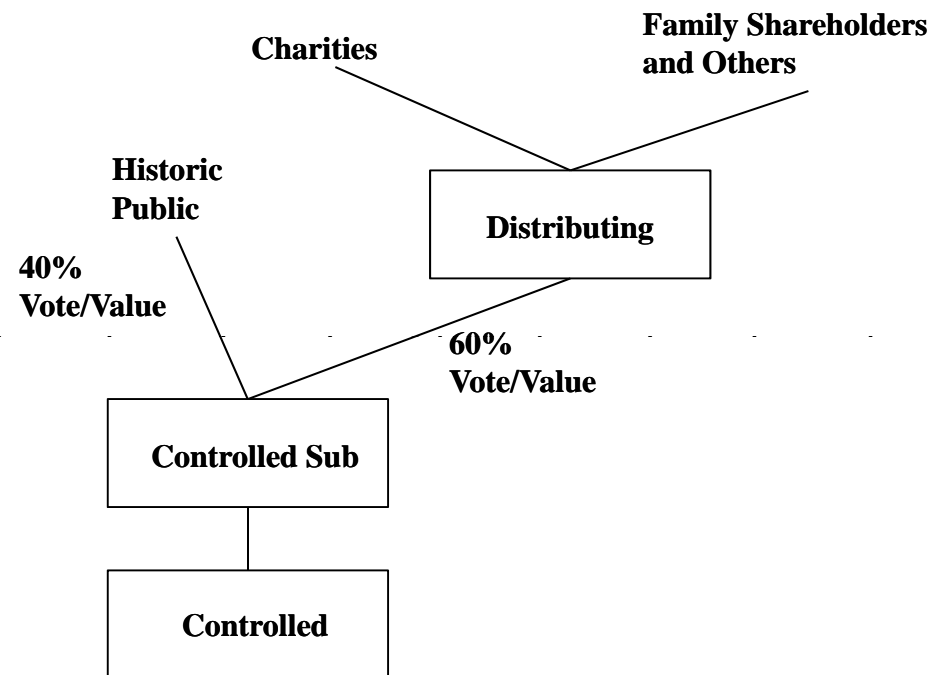 Charities
Family Shareholders
and Others
Historic
Public
Distributing
40%
Vote/Value
60%
Vote/Value
Controlled Sub
Controlled